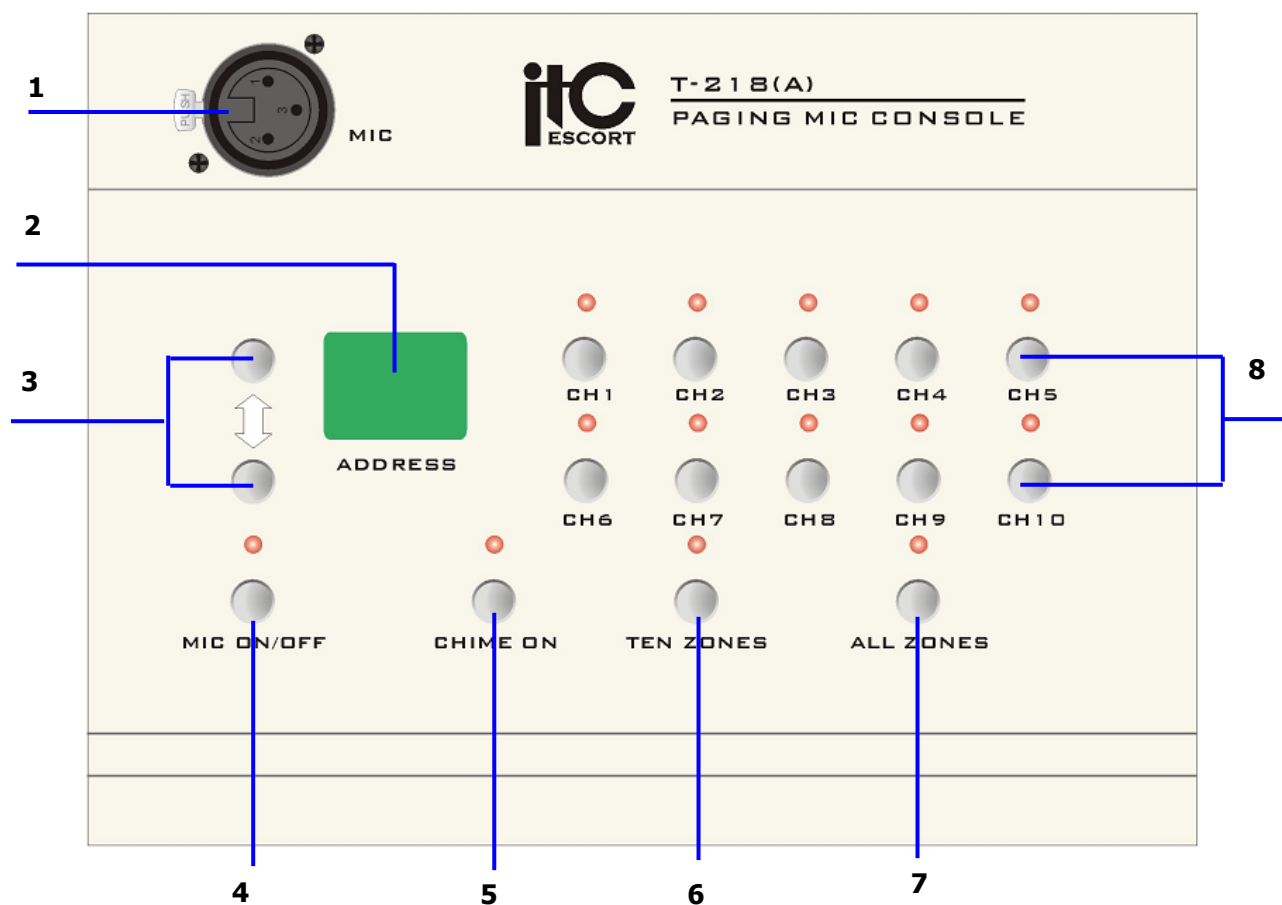 1
PUSH
1
3
2
MIC
itC
ESCORT
T-218(A)
PAGING MIC CONSOLE
2
3
ADDRESS
CH1 CH2 CH3 CH4 CH5
8
CH6 CH7 CH8 CH9 CH10
MIC ON/OFF CHIME ON TEN ZONES ALL ZONES
4 5 6 7